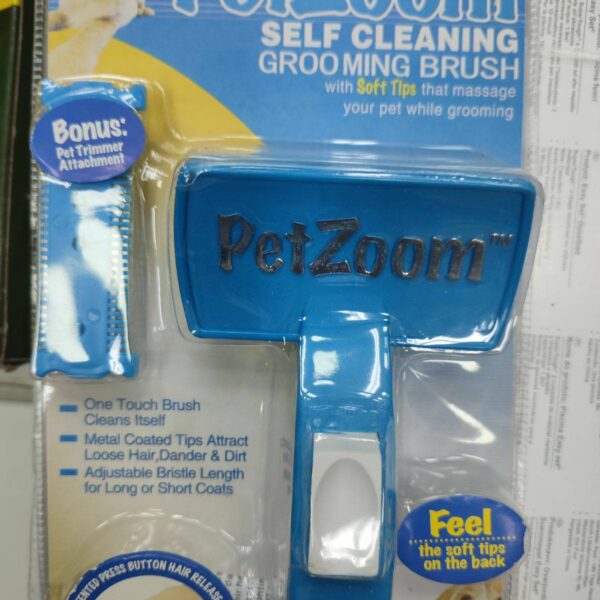 PetZoom
SELF CLEANING
GROOMING BRUSH
with Soft Tips that massage
your pet while grooming
Bonus:
Pet Trimmer
Attachment
PetZoom™
One Touch Brush
Cleans Itself
Metal Coated Tips Attract
Loose Hair,Dander & Dirt
Adjustable Bristle Length
for Long or Short Coats
Feel
the soft tips
on the back
PRESS BUTTON HAIR RELEASE